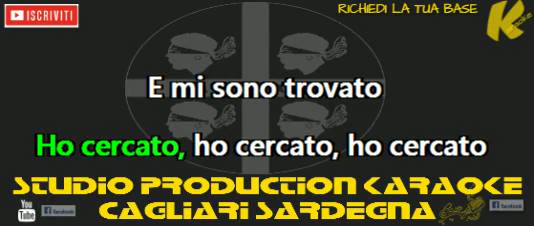 ISCRIVITI
RICHIEDI LA TUA BASE
E mi sono trovato
Ho cercato, ho cercato, ho cercato
STUDIO PRODUCTION KARAOKE
CAGLIARI SARDEGNA
You Tube
facebook
facebook